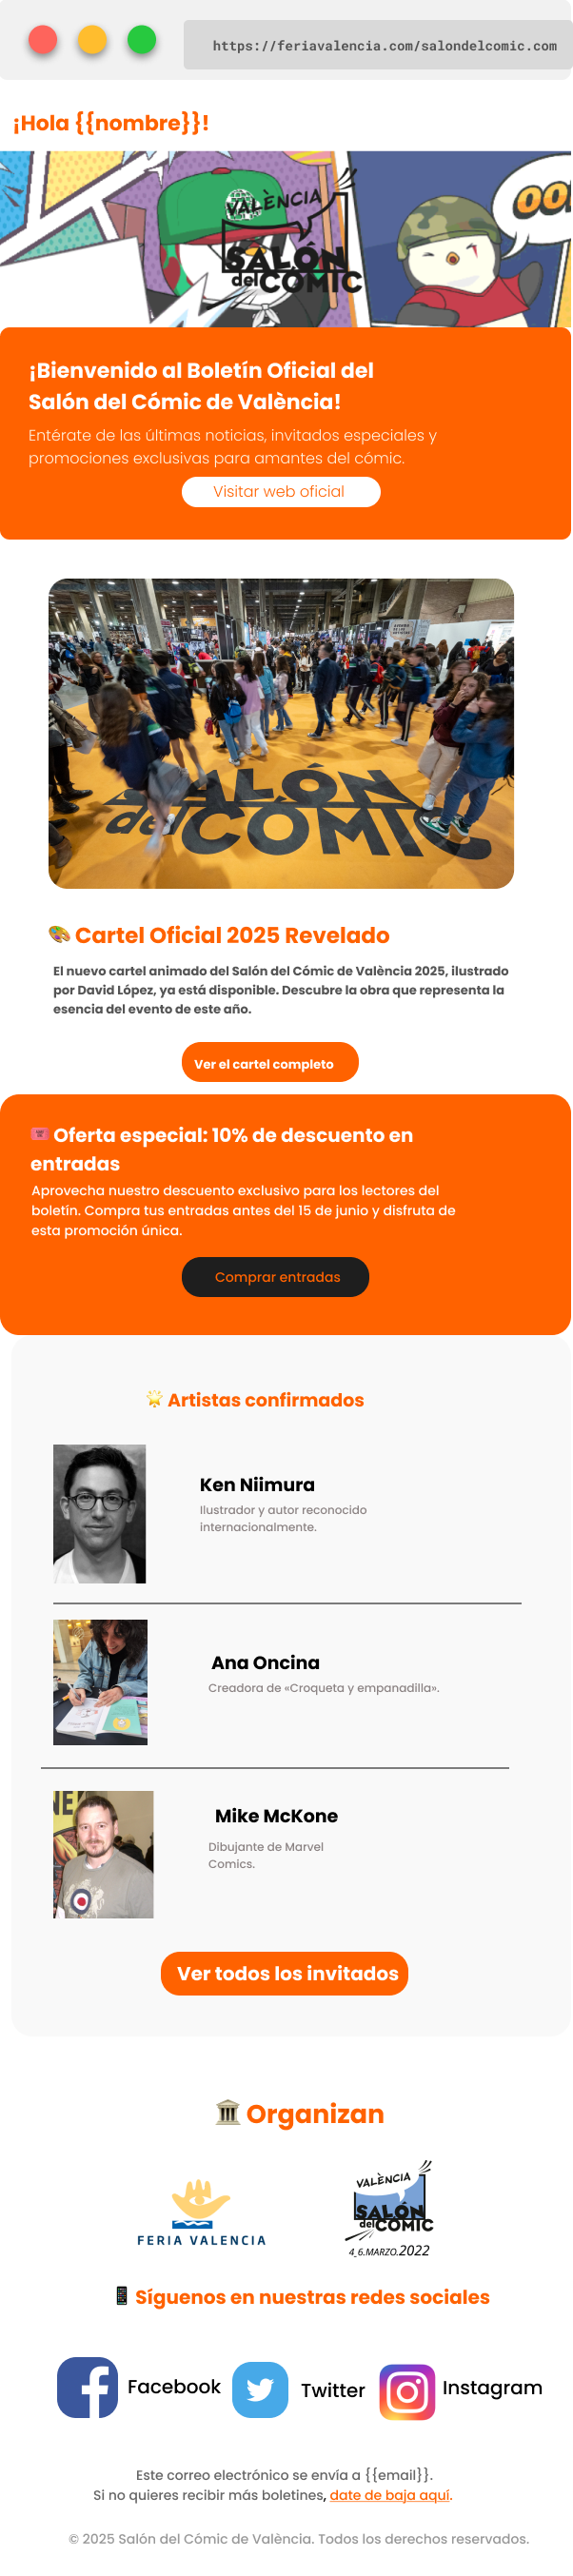 https://feriavalencia.com/salondelcomic.com
¡Hola {{nombre}}!
VALÈNCIA
SALÓN
del CÓMIC
OO
¡Bienvenido al Boletín Oficial del
Salón del Cómic de València!
Entérate de las últimas noticias, invitados especiales y
promociones exclusivas para amantes del cómic.
Visitar web oficial
SALÓN
del CÓMIC
🎨 Cartel Oficial 2025 Revelado
El nuevo cartel animado del Salón del Cómic de València 2025, ilustrado
por David López, ya está disponible. Descubre la obra que representa la
esencia del evento de este año.
Ver el cartel completo
🎟️ Oferta especial: 10% de descuento en
entradas
Aprovecha nuestro descuento exclusivo para los lectores del
boletín. Compra tus entradas antes del 15 de junio y disfruta de
esta promoción única.
Comprar entradas
🌟 Artistas confirmados
Ken Niimura
Ilustrador y autor reconocido
internacionalmente.
Ana Oncina
Creadora de «Croqueta y empanadilla».
NE
Mike McKone
Dibujante de Marvel
Comics.
Ver todos los invitados
🏛️ Organizan
FERIA VALENCIA
VALÈNCIA
SALÓN
del CÓMIC
4_6.MARZO.2022
📱 Síguenos en nuestras redes sociales
Facebook
Twitter
Instagram
Este correo electrónico se envía a {{email}}.
Si no quieres recibir más boletines, date de baja aquí.
© 2025 Salón del Cómic de València. Todos los derechos reservados.